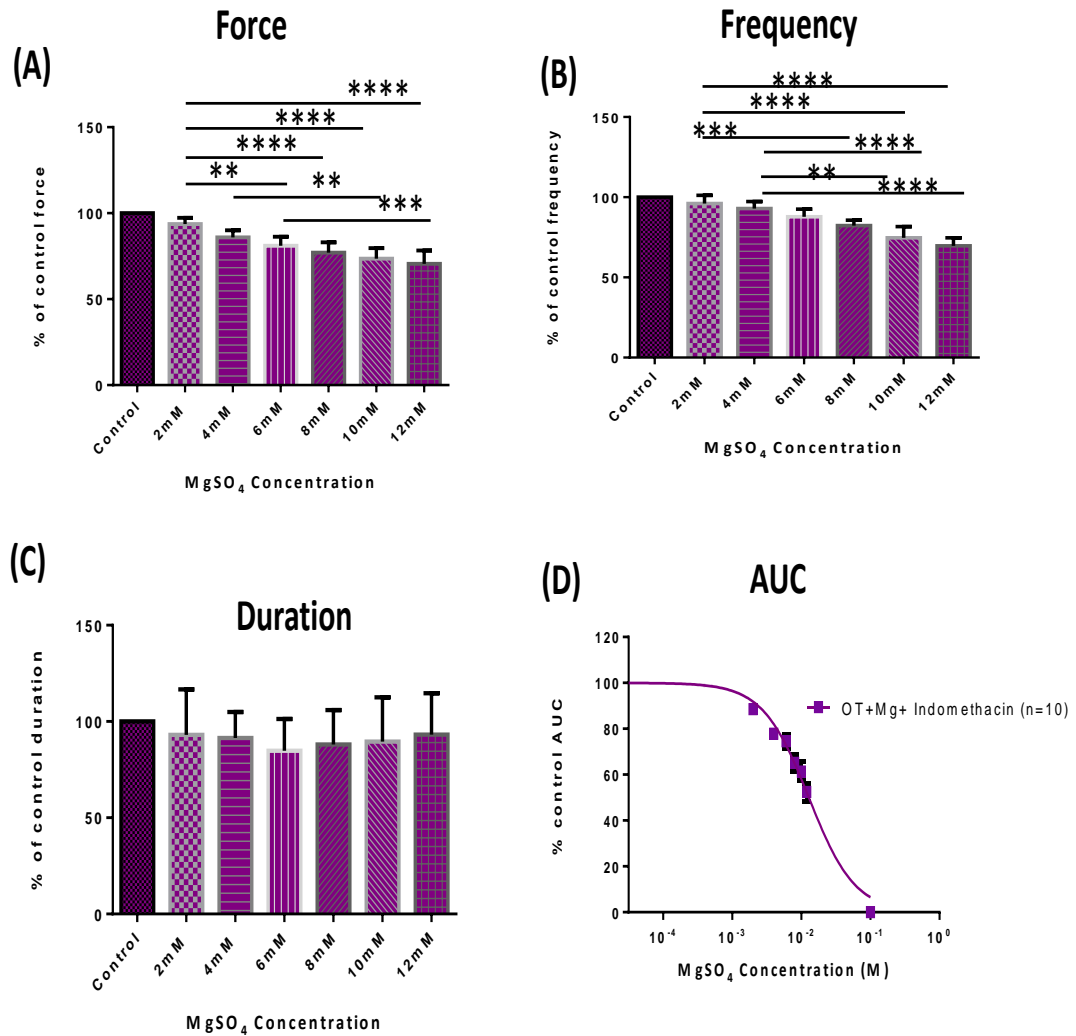 Force
(A)
****
****
****
**
**
***
150
100
50
0
% of control force
Control
2mM
4mM
6mM
8mM
10mM
12mM
MgSO4 Concentration
Frequency
(B)
****
****
***
****
**
****
150
100
50
0
% of control frequency
Control
2mM
4mM
6mM
8mM
10mM
12mM
MgSO4 Concentration
(C)
Duration
150
100
50
0
% of control duration
Control
2mM
4mM
6mM
8mM
10mM
12mM
MgSO4 Concentration
(D)
AUC
120
100
80
60
40
20
0
% control AUC
OT+Mg+ Indomethacin (n=10)
10-4
10-3
10-2
10-1
100
MgSO4 Concentration (M)